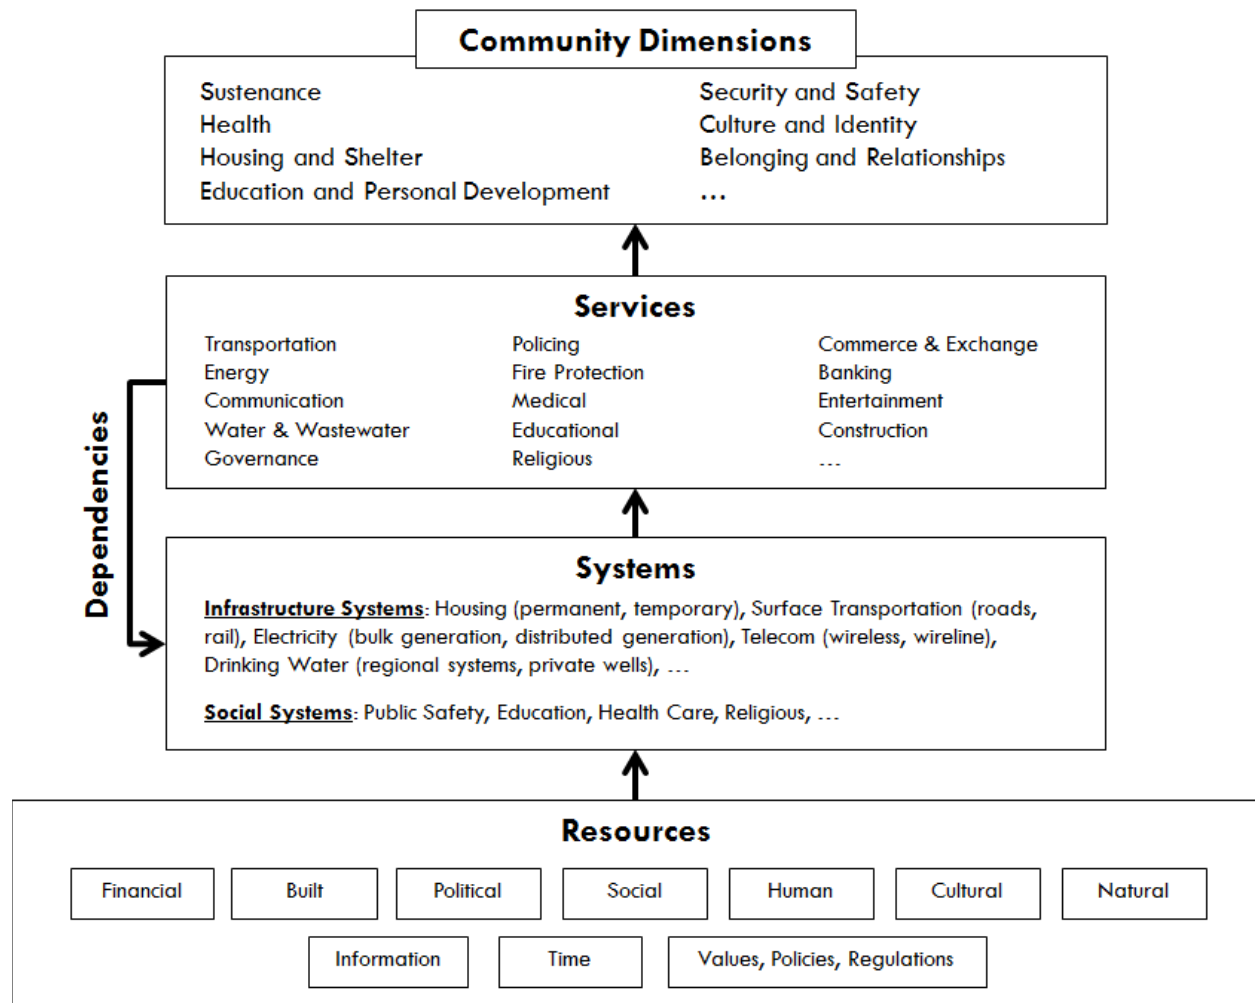 Community Dimensions
Sustenance
Health
Housing and Shelter
Education and Personal Development
Security and Safety
Culture and Identity
Belonging and Relationships
...
Services
Transportation
Energy
Communication
Water & Wastewater
Governance
Policing
Fire Protection
Medical
Educational
Religious
Commerce & Exchange
Banking
Entertainment
Construction
...
Dependencies
Systems
Infrastructure Systems: Housing (permanent, temporary), Surface Transportation (roads,
rail), Electricity (bulk generation, distributed generation), Telecom (wireless, wireline),
Drinking Water (regional systems, private wells), ...
Social Systems: Public Safety, Education, Health Care, Religious, ...
Resources
Financial
Built
Political
Social
Human
Cultural
Natural
Information
Time
Values, Policies, Regulations